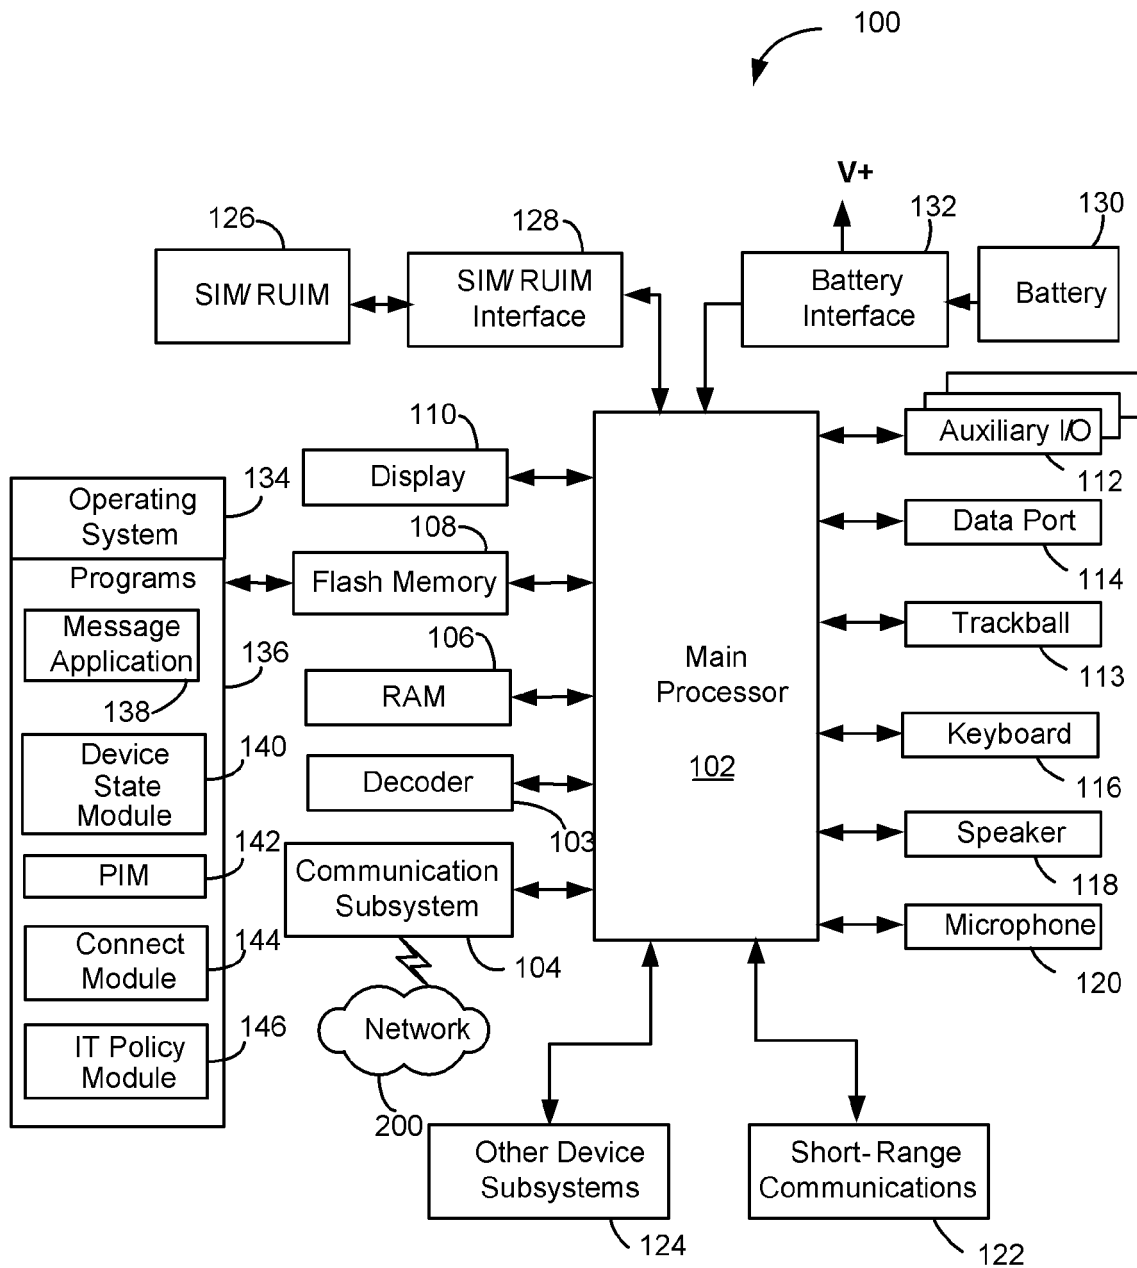 100
V+
126
128
132
130
SIM/RUIM
SIM/RUIM
Interface
Battery
Interface
Battery
110
Display
Auxiliary I/O
112
134
Operating
System
108
Data Port
114
Programs
Flash Memory
Message
Application
138
136
106
RAM
Main
Processor
102
Trackball
113
140
Device
State
Module
Decoder
103
Keyboard
116
142
PIM
Communication
Subsystem
104
Speaker
118
144
Connect
Module
Microphone
120
146
IT Policy
Module
Network
200
Other Device
Subsystems
124
Short-Range
Communications
122